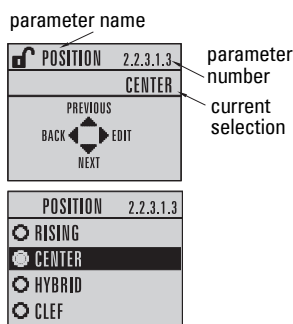 parameter name
POSITION 2.2.3.1.3
parameter
number
CENTER
current
selection
PREVIOUS
BACK EDIT
NEXT
POSITION 2.2.3.1.3
RISING
CENTER
HYBRID
CLEF